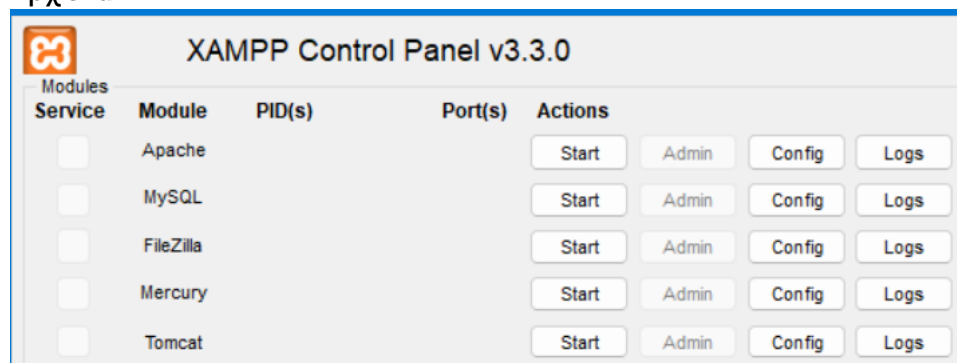 XAMPP Control Panel v3.3.0
Modules
Service Module PID(s) Port(s) Actions
Apache Start Admin Config Logs
MySQL Start Admin Config Logs
FileZilla Start Admin Config Logs
Mercury Start Admin Config Logs
Tomcat Start Admin Config Logs